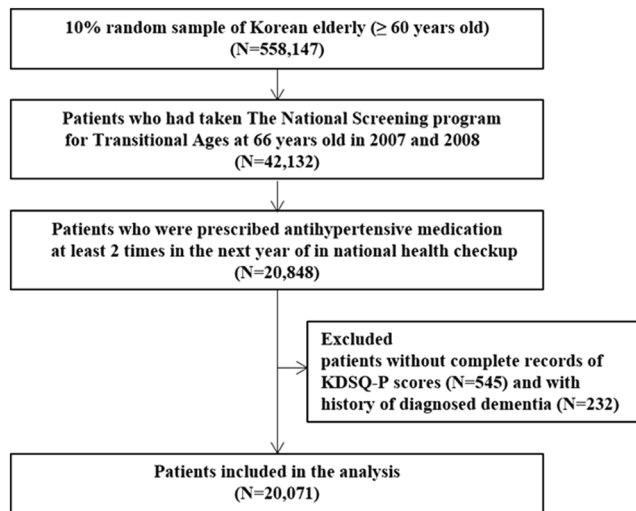 10% random sample of Korean elderly (≥ 60 years old)
(N=558,147)
Patients who had taken The National Screening program
for Transitional Ages at 66 years old in 2007 and 2008
(N=42,132)
Patients who were prescribed antihypertensive medication
at least 2 times in the next year of in national health checkup
(N=20,848)
Excluded
patients without complete records of
KDSQ-P scores (N=545) and with
history of diagnosed dementia (N=232)
Patients included in the analysis
(N=20,071)